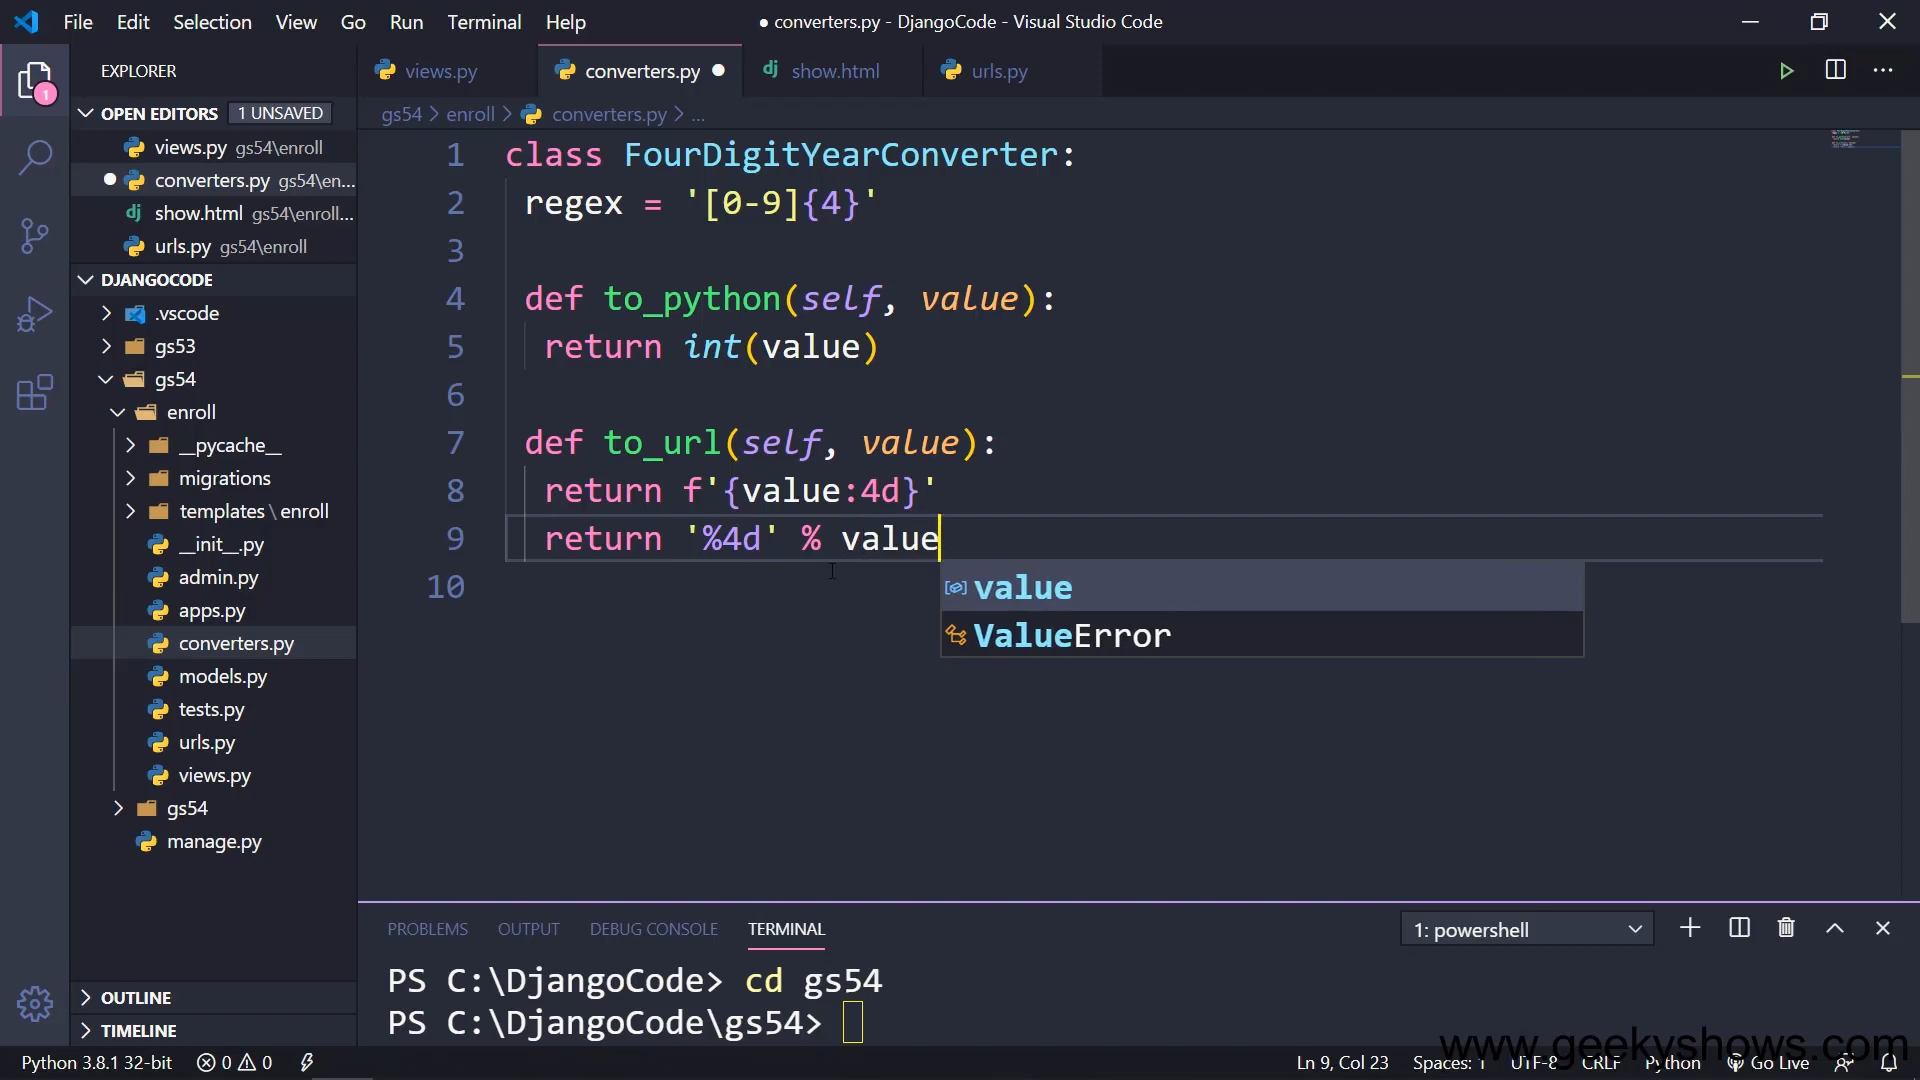 File Edit Selection View Go Run Terminal Help
● converters.py - DjangoCode - Visual Studio Code
EXPLORER
1
OPEN EDITORS 1 UNSAVED
views.py gs54\enroll
converters.py gs54\en...
show.html gs54\enroll...
urls.py gs54\enroll
DJANGOCODE
.vscode
gs53
gs54
enroll
__pycache__
migrations
templates\enroll
__init__.py
admin.py
apps.py
converters.py
models.py
tests.py
urls.py
views.py
gs54
manage.py
OUTLINE
TIMELINE
views.py converters.py ● show.html urls.py
gs54 > enroll > converters.py > ...
1 class FourDigitYearConverter:
2 regex = '[0-9]{4}'
3
4 def to_python(self, value):
5 return int(value)
6
7 def to_url(self, value):
8 return f'{value:4d}'
9 return '%4d' % value
10
value
ValueError
PROBLEMS OUTPUT DEBUG CONSOLE TERMINAL
1: powershell
PS C:\DjangoCode> cd gs54
PS C:\DjangoCode\gs54>
www.geekyshows.com
Python 3.8.1 32-bit 0 0
Ln 9, Col 23 Spaces: 1 UTF-8 CRLF Python Go Live